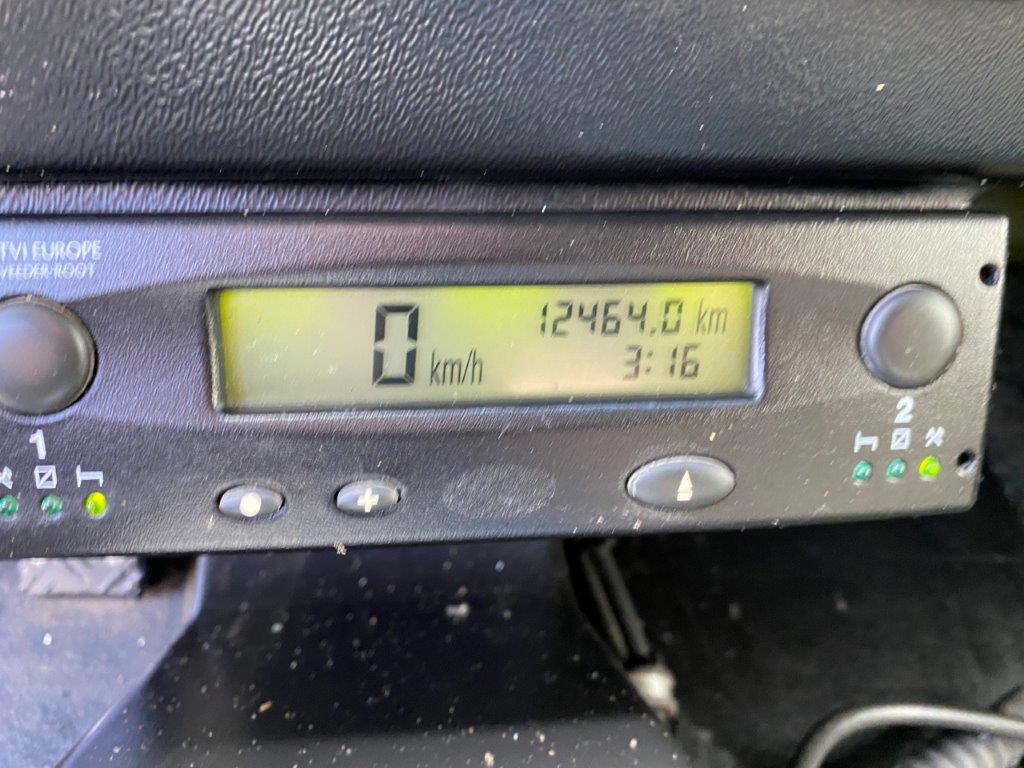 TVI EUROPE
VEEDER-ROOT
0 km/h
12464.0 km
3:16
1
2